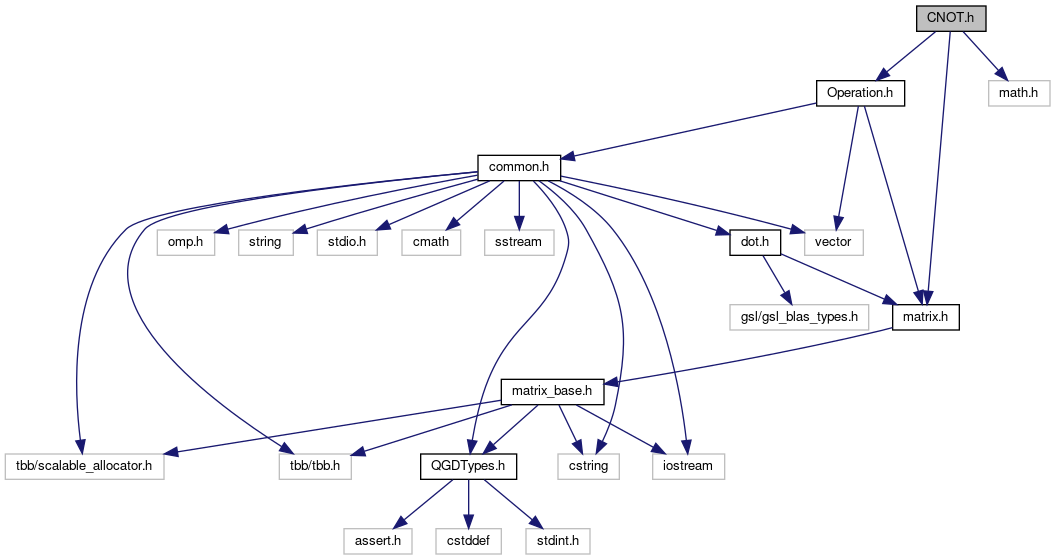 CNOT.h
Operation.h
math.h
common.h
omp.h
string
stdio.h
cmath
sstream
dot.h
vector
gsl/gsl_blas_types.h
matrix.h
matrix_base.h
tbb/scalable_allocator.h
tbb/tbb.h
QGDTypes.h
cstring
iostream
assert.h
cstddef
stdint.h